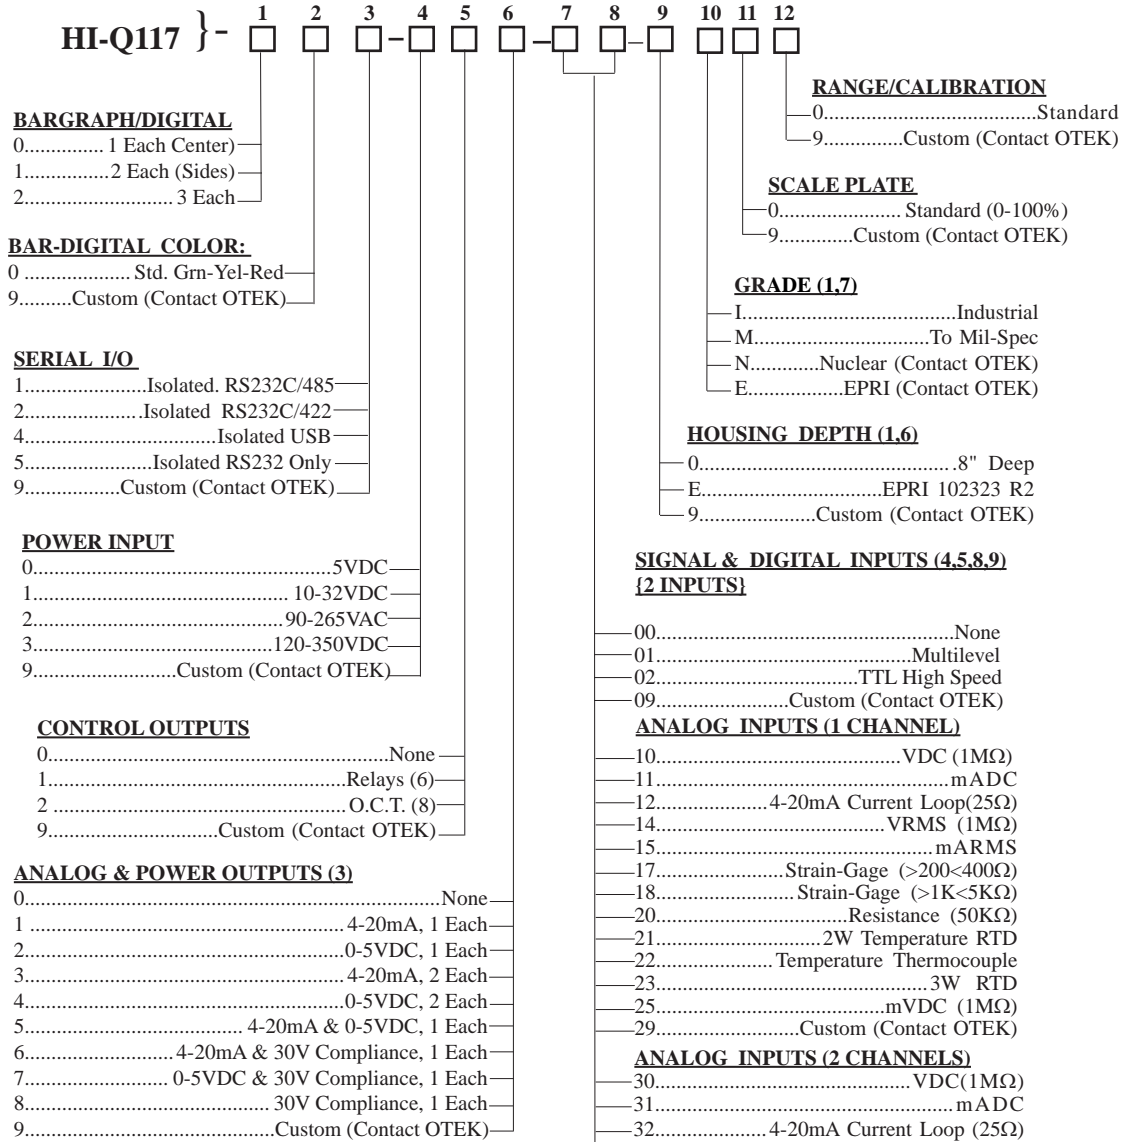 1 2 3 4 5 6 7 8 9 10 11 12
HI-Q117 } - - - -
BARGRAPH/DIGITAL
0............... 1 Each Center)
1................2 Each (Sides)
2........................... 3 Each
BAR-DIGITAL COLOR:
0 .................... Std. Grn-Yel-Red
9.........Custom (Contact OTEK)
SERIAL I/O
1......................Isolated. RS232C/485
2......................Isolated RS232C/422
4...................................Isolated USB
5.......................Isolated RS232 Only
9..................Custom (Contact OTEK)
POWER INPUT
0.....................................................5VDC
1.............................................. 10-32VDC
2..............................................90-265VAC
3...........................................120-350VDC
9..........................Custom (Contact OTEK)
CONTROL OUTPUTS
0.............................................................None
1......................................................Relays (6)
2 .....................................................O.C.T. (8)
9...............................Custom (Contact OTEK)
ANALOG & POWER OUTPUTS (3)
0..........................................................................None
1 ........................................................ 4-20mA, 1 Each
2.........................................................0-5VDC, 1 Each
3......................................................... 4-20mA, 2 Each
4.........................................................0-5VDC, 2 Each
5....................................... 4-20mA & 0-5VDC, 1 Each
6...........................4-20mA & 30V Compliance, 1 Each
7.......................... 0-5VDC & 30V Compliance, 1 Each
8............................................ 30V Compliance, 1 Each
9.............................................Custom (Contact OTEK)
RANGE/CALIBRATION
0.....................................Standard
9...............Custom (Contact OTEK)
SCALE PLATE
0...................... Standard (0-100%)
9..............Custom (Contact OTEK)
GRADE (1,7)
I.......................................Industrial
M................................To Mil-Spec
N.............Nuclear (Contact OTEK)
E..................EPRI (Contact OTEK)
HOUSING DEPTH (1,6)
0..............................................8" Deep
E..................................EPRI 102323 R2
9......................Custom (Contact OTEK)
SIGNAL & DIGITAL INPUTS (4,5,8,9)
{2 INPUTS}
00......................................................None
01..............................................Multilevel
02.....................................TTL High Speed
09........................Custom (Contact OTEK)
ANALOG INPUTS (1 CHANNEL)
10............................................VDC (1MΩ)
11.....................................................mADC
12....................4-20mA Current Loop(25Ω)
14.........................................VRMS (1MΩ)
15..................................................mARMS
17.......................Strain-Gage (>200<400Ω)
18.........................Strain-Gage (>1K<5KΩ)
20..................................Resistance (50KΩ)
21..............................2W Temperature RTD
22.....................Temperature Thermocouple
23.................................................3W RTD
25.........................................mVDC (1MΩ)
29..........................Custom (Contact OTEK)
ANALOG INPUTS (2 CHANNELS)
30..............................................VDC(1MΩ)
31......................................................mADC
32....................4-20mA Current Loop (25Ω)